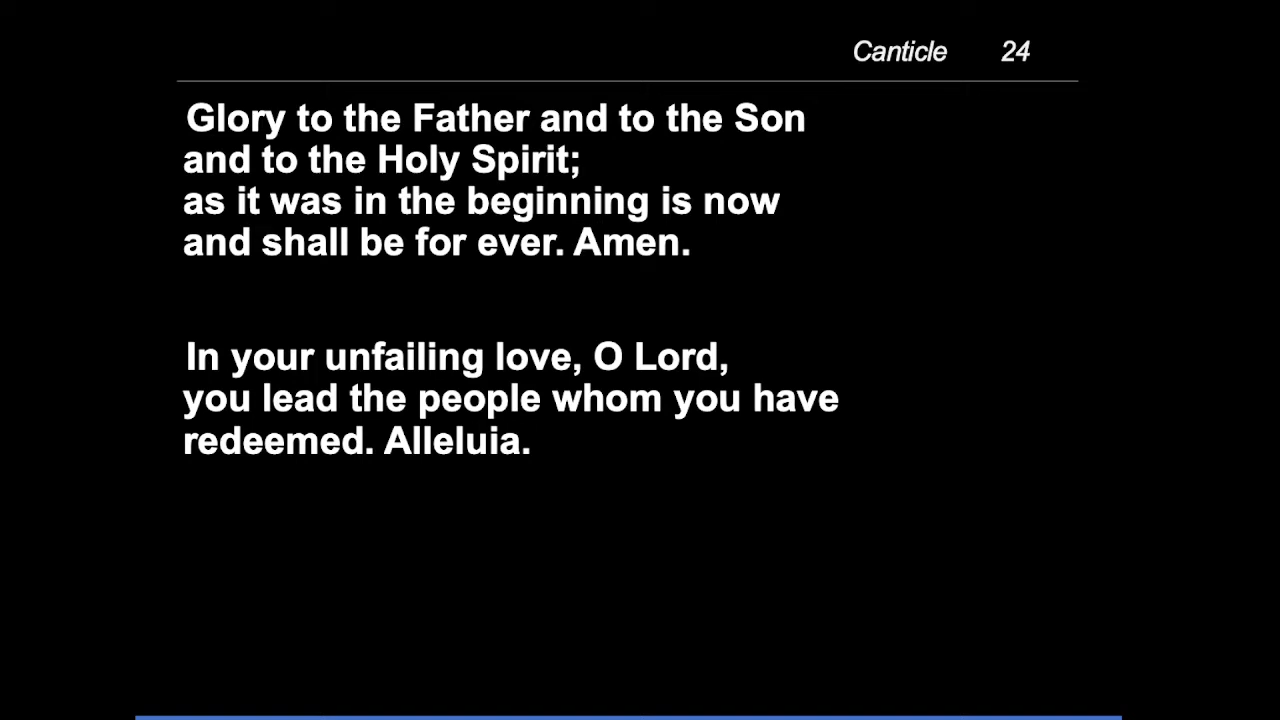 Canticle 24
Glory to the Father and to the Son
and to the Holy Spirit;
as it was in the beginning is now
and shall be for ever. Amen.
In your unfailing love, O Lord,
you lead the people whom you have
redeemed. Alleluia.